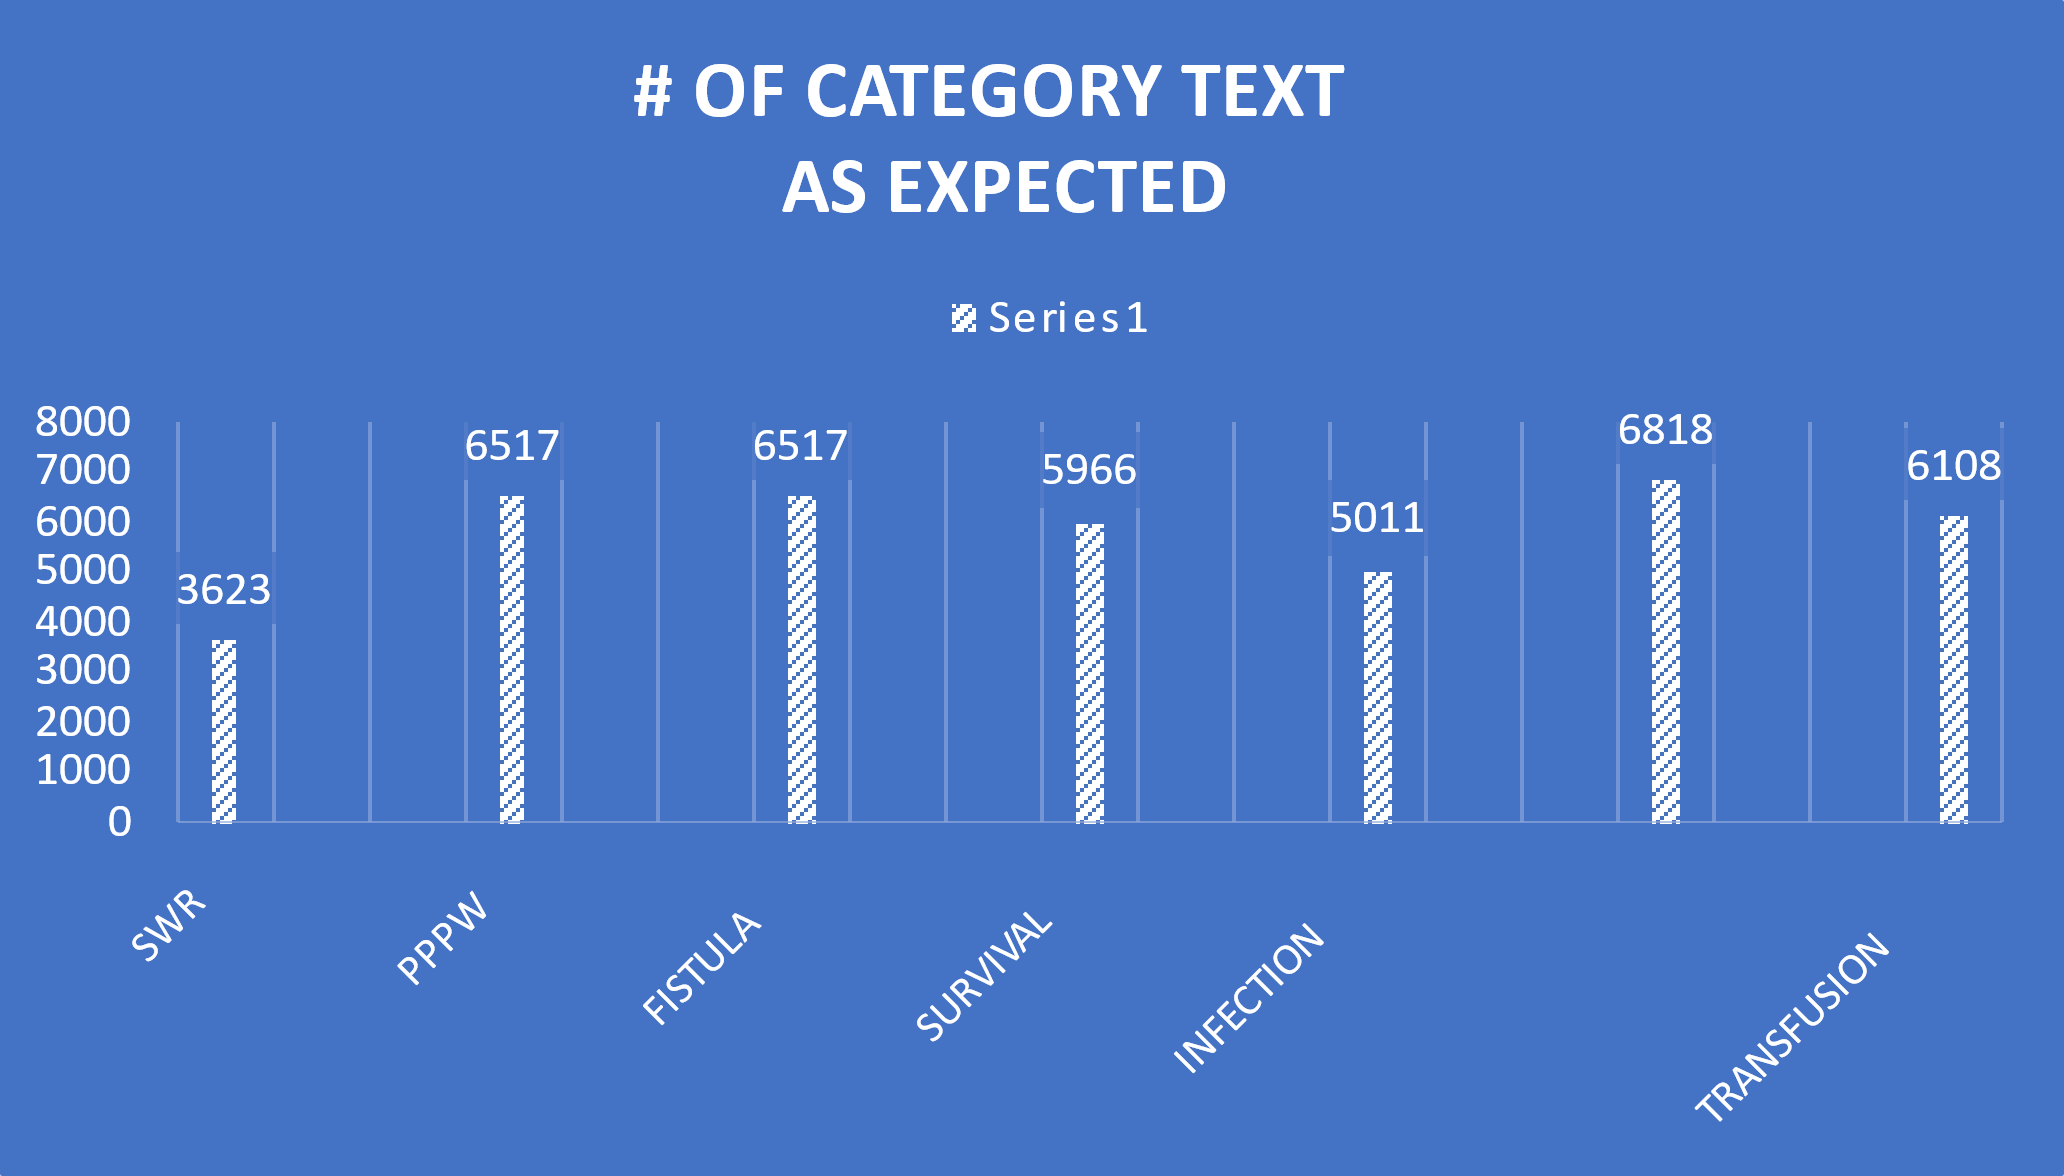 # OF CATEGORY TEXT
AS EXPECTED
Series1
8000
7000
6000
5000
4000
3000
2000
1000
0
3623
6517
6517
5966
5011
6818
6108
SWR
PPPW
FISTULA
SURVIVAL
INFECTION
TRANSFUSION